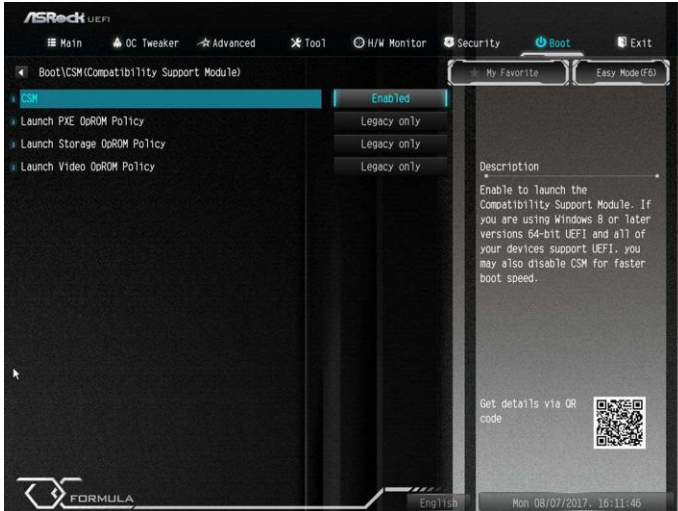 ASRock UEFI
Main OC Tweaker Advanced Tool H/W Monitor Security Boot Exit
Boot\CSM(Compatibility Support Module)
My Favorite
Easy Mode(F6)
CSM Enabled
Launch PXE OpROM Policy Legacy only
Launch Storage OpROM Policy Legacy only
Launch Video OpROM Policy Legacy only
Description
Enable to launch the
Compatibility Support Module. If
you are using Windows 8 or later
versions 64-bit UEFI and all of
your devices support UEFI, you
may also disable CSM for faster
boot speed.
Get details via QR
code
FORMULA
English
Mon 08/07/2017, 16:11:46